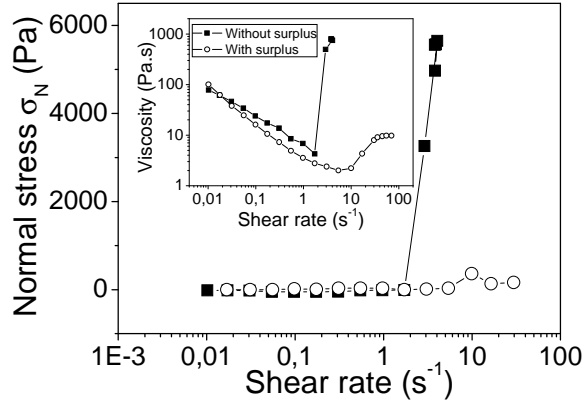 Normal stress σN (Pa)
6000
4000
2000
0
1E-3
0,01
0,1
1
10
100
Shear rate (s-1)
Viscosity (Pa.s)
1000
100
10
1
0,01
0,1
1
10
100
Shear rate (s-1)
Without surplus
With surplus